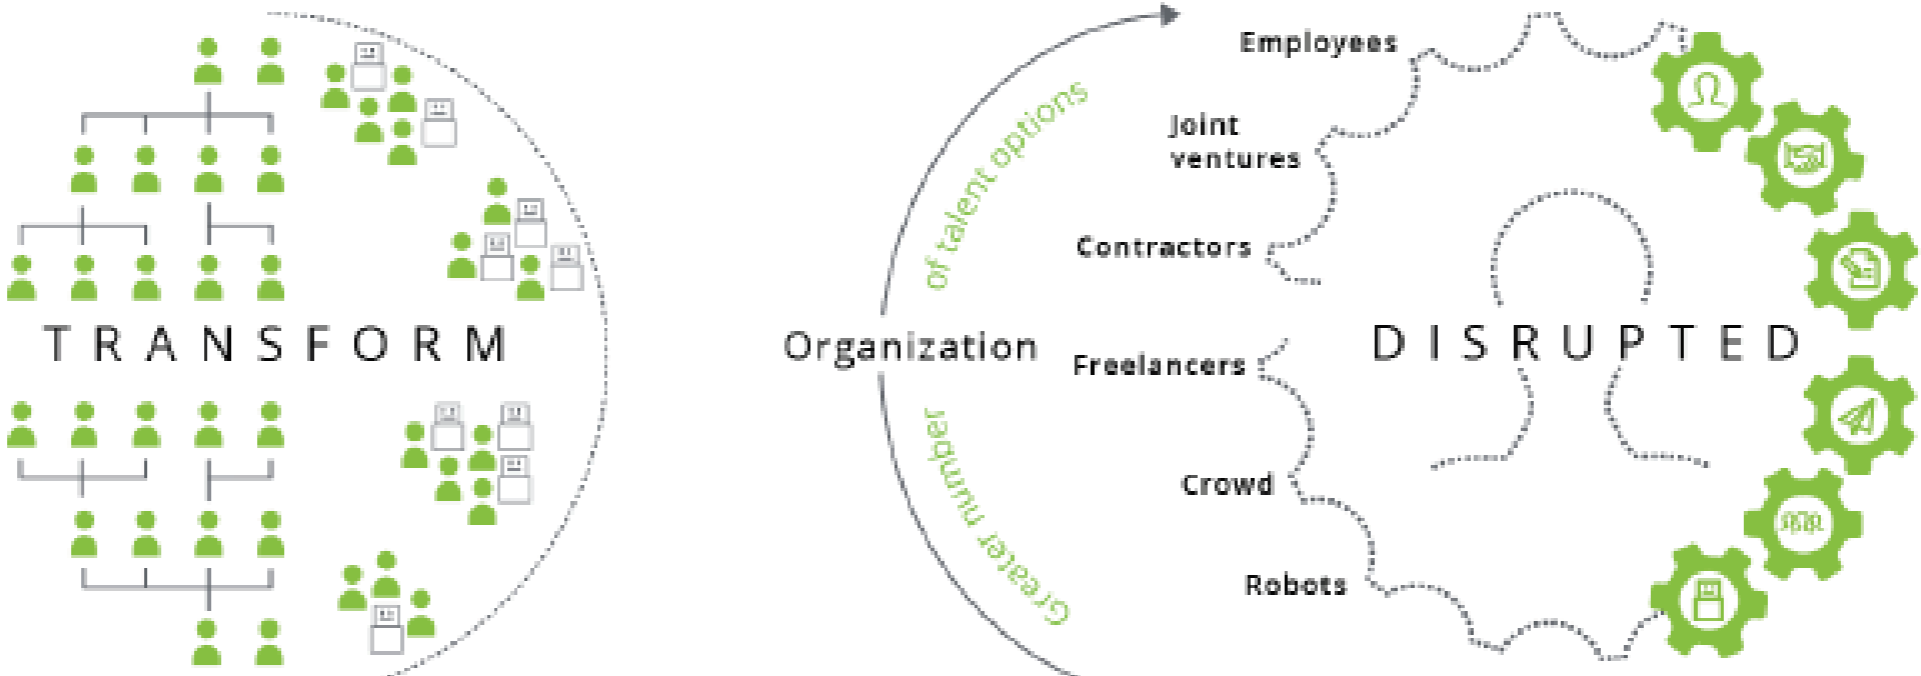 TRANSFORM
Organization
Greater number
of talent options
Employees
Joint
ventures
Contractors
Freelancers
Crowd
Robots
DISRUPTED